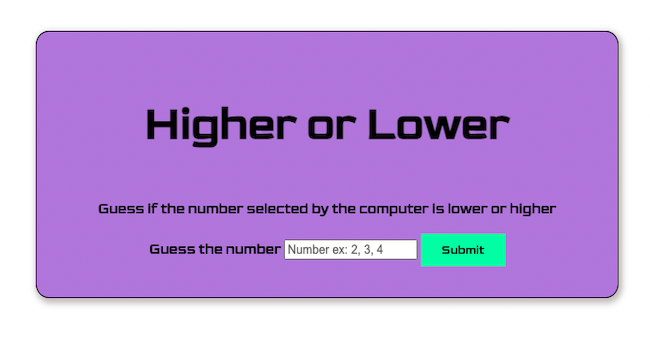 Higher or Lower
Guess if the number selected by the computer is lower or higher
Guess the number Number ex: 2, 3, 4 Submit